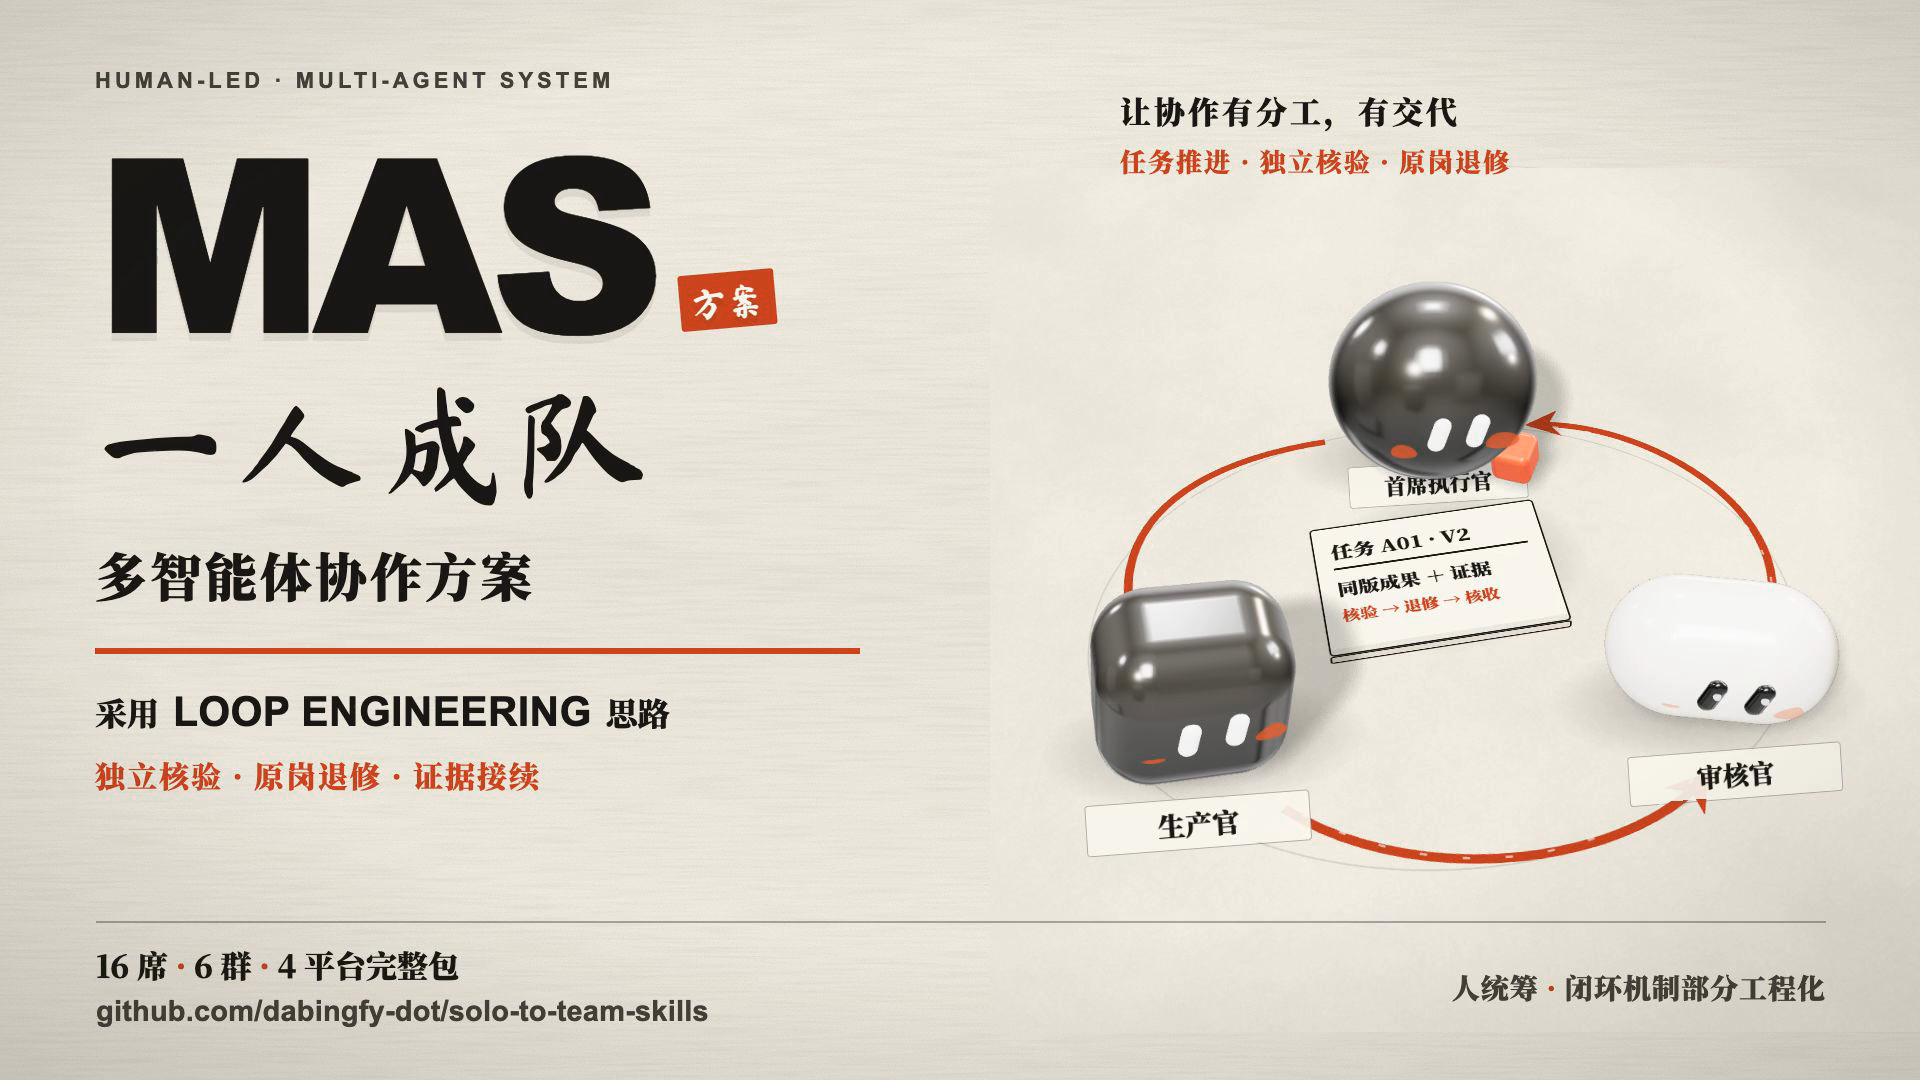 HUMAN-LED · MULTI-AGENT SYSTEM
MAS
方案
一人成队
多智能体协作方案
采用 LOOP ENGINEERING 思路
独立核验 · 原岗退修 · 证据接续
让协作有分工，有交代
任务推进 · 独立核验 · 原岗退修
首席执行官
任务 A01 · V2
同版成果 + 证据
核验 → 退修 → 核收
生产官
审核官
16 席 · 6 群 · 4 平台完整包
github.com/dabingfy-dot/solo-to-team-skills
人统筹 · 闭环机制部分工程化